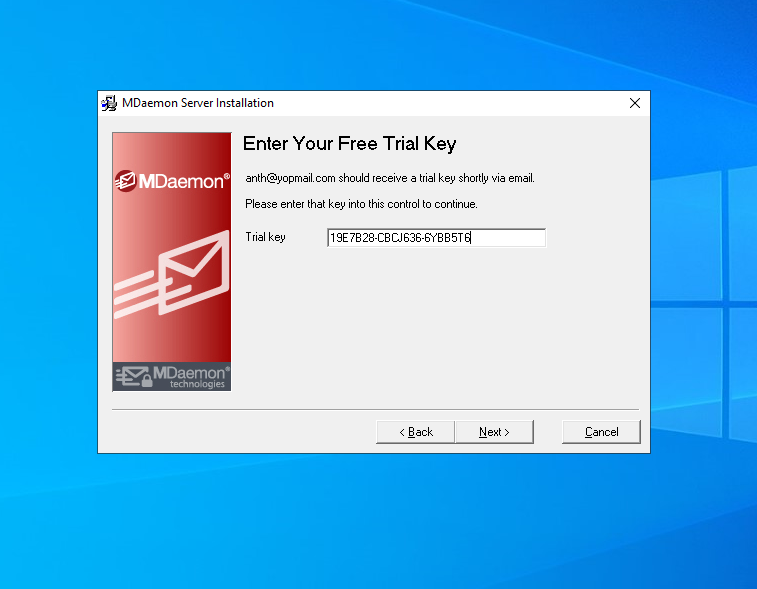 MDaemon Server Installation
MDaemon®
Enter Your Free Trial Key
anth@yopmail.com should receive a trial key shortly via email.
Please enter that key into this control to continue.
Trial key 19E7B28-CBCJ636-6YBB5T6
MDaemon®
technologies
< Back Next > Cancel